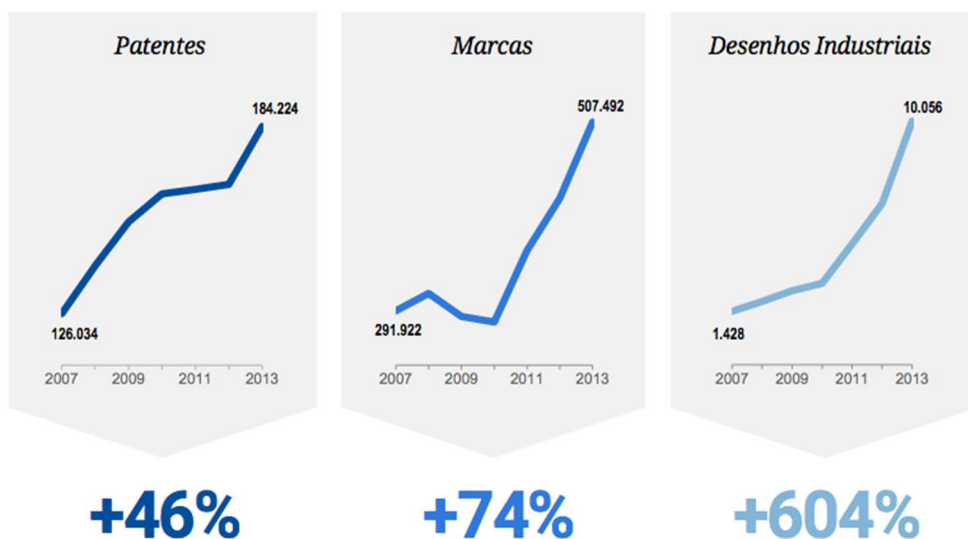 Patentes
184.224
126.034
2007 2009 2011 2013
+46%
Marcas
507.492
291.922
2007 2009 2011 2013
+74%
Desenhos Industriais
10.056
1.428
2007 2009 2011 2013
+604%